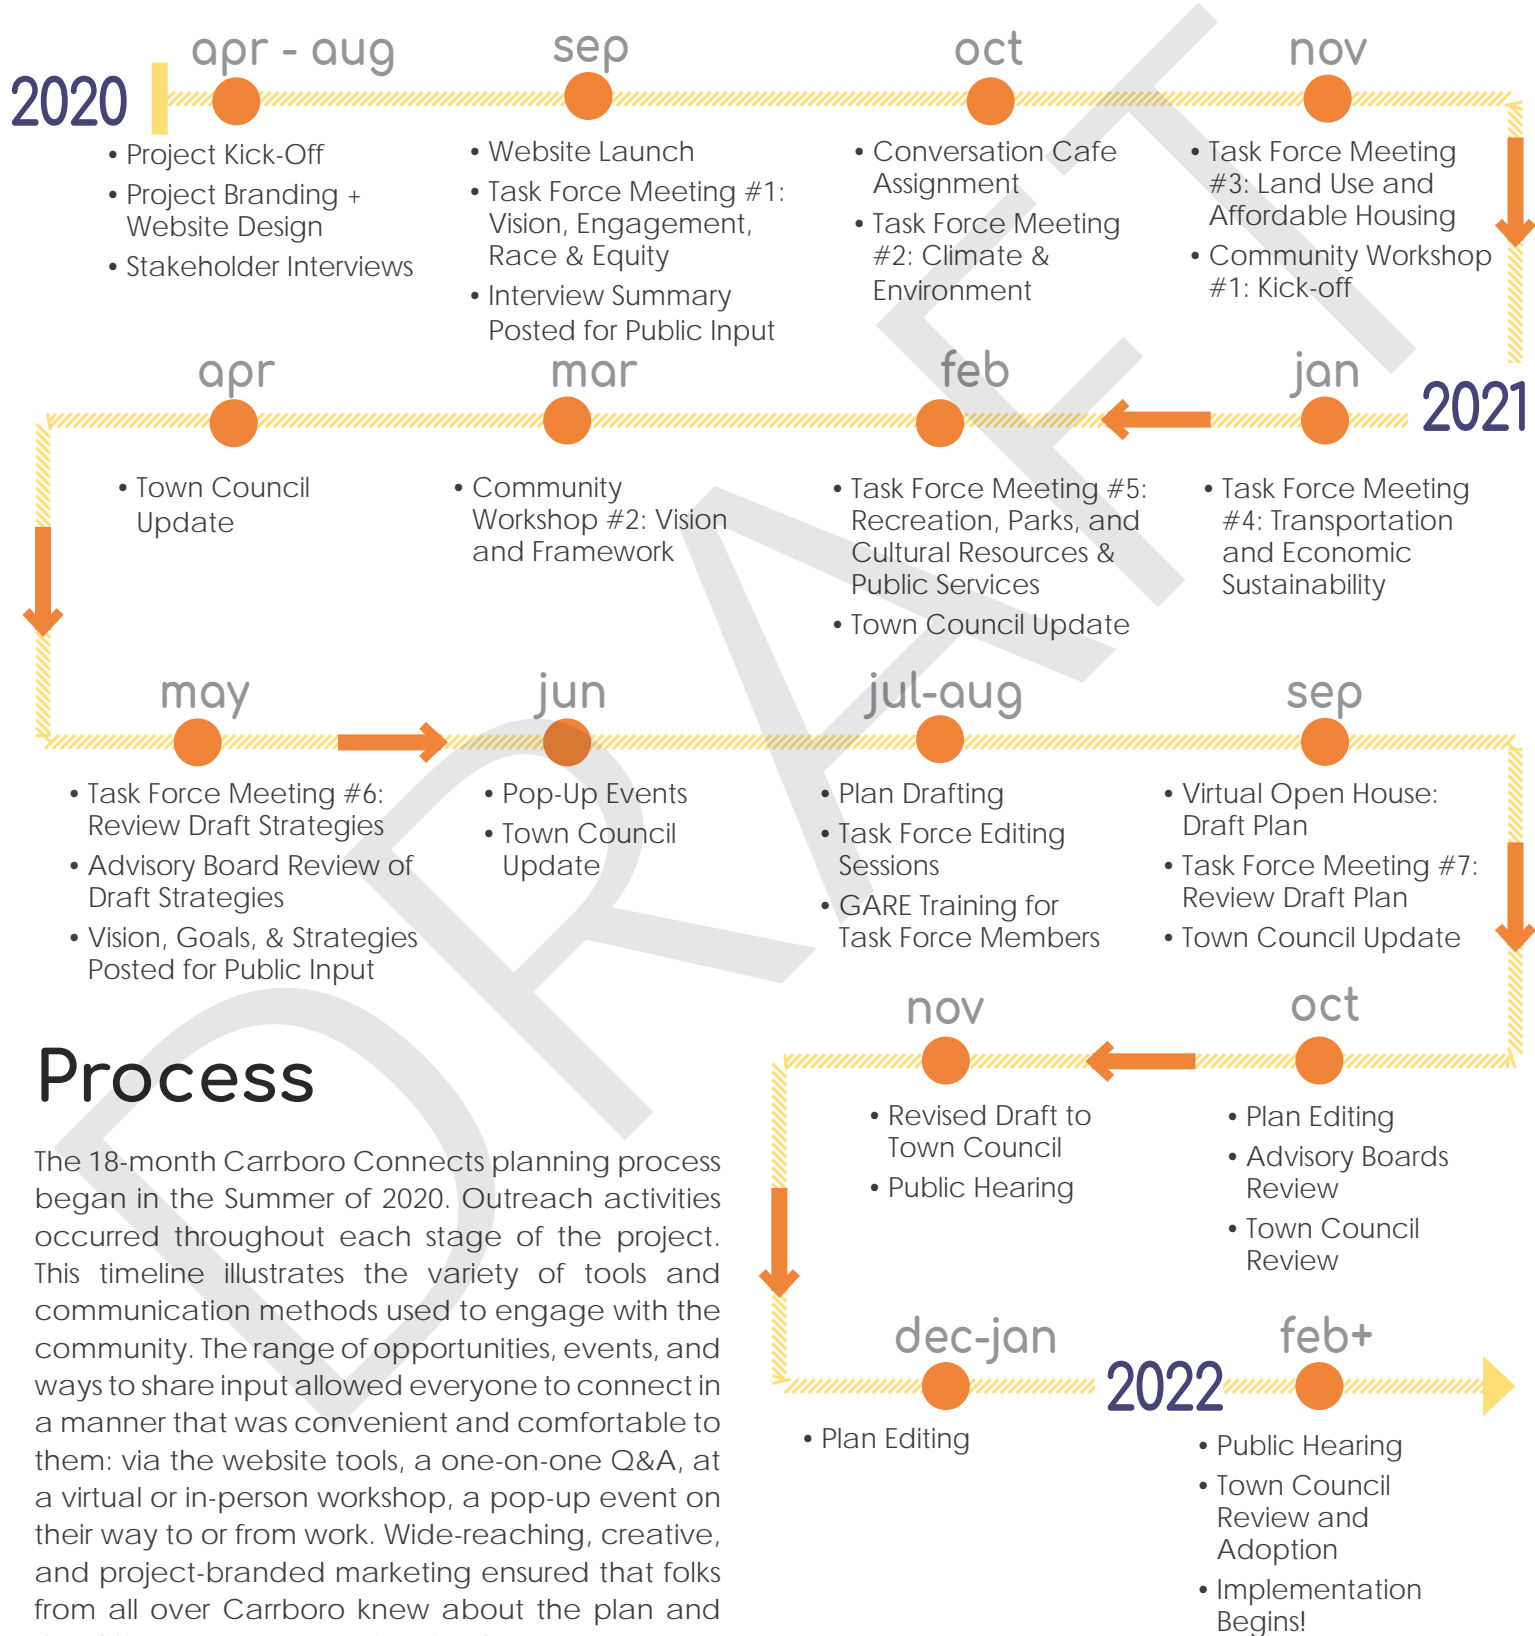 2020
apr - aug
• Project Kick-Off
• Project Branding +
Website Design
• Stakeholder Interviews
sep
• Website Launch
• Task Force Meeting #1:
Vision, Engagement,
Race & Equity
• Interview Summary
Posted for Public Input
oct
• Conversation Cafe
Assignment
• Task Force Meeting
#2: Climate &
Environment
nov
• Task Force Meeting
#3: Land Use and
Affordable Housing
• Community Workshop
#1: Kick-off
2021
jan
• Task Force Meeting
#4: Transportation
and Economic
Sustainability
feb
• Task Force Meeting #5:
Recreation, Parks, and
Cultural Resources &
Public Services
• Town Council Update
mar
• Community
Workshop #2: Vision
and Framework
apr
• Town Council
Update
may
• Task Force Meeting #6:
Review Draft Strategies
• Advisory Board Review of
Draft Strategies
• Vision, Goals, & Strategies
Posted for Public Input
jun
• Pop-Up Events
• Town Council
Update
jul-aug
• Plan Drafting
• Task Force Editing
Sessions
• GARE Training for
Task Force Members
sep
• Virtual Open House:
Draft Plan
• Task Force Meeting #7:
Review Draft Plan
• Town Council Update
oct
• Plan Editing
• Advisory Boards
Review
• Town Council
Review
nov
• Revised Draft to
Town Council
• Public Hearing
dec-jan
• Plan Editing
2022
feb+
• Public Hearing
• Town Council
Review and
Adoption
• Implementation
Begins!
Process
The 18-month Carrboro Connects planning process
began in the Summer of 2020. Outreach activities
occurred throughout each stage of the project.
This timeline illustrates the variety of tools and
communication methods used to engage with the
community. The range of opportunities, events, and
ways to share input allowed everyone to connect in
a manner that was convenient and comfortable to
them: via the website tools, a one-on-one Q&A, at
a virtual or in-person workshop, a pop-up event on
their way to or from work. Wide-reaching, creative,
and project-branded marketing ensured that folks
from all over Carrboro knew about the plan and
DRAFT